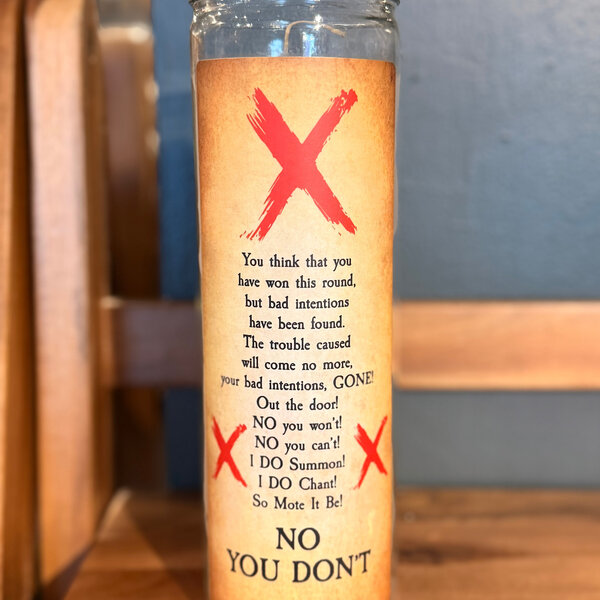 You think that you
have won this round,
but bad intentions
have been found.
The trouble caused
will come no more,
your bad intentions, GONE!
Out the door!
NO you won't!
NO you can't!
I DO Summon!
I DO Chant!
So Mote It Be!
NO
YOU DON'T